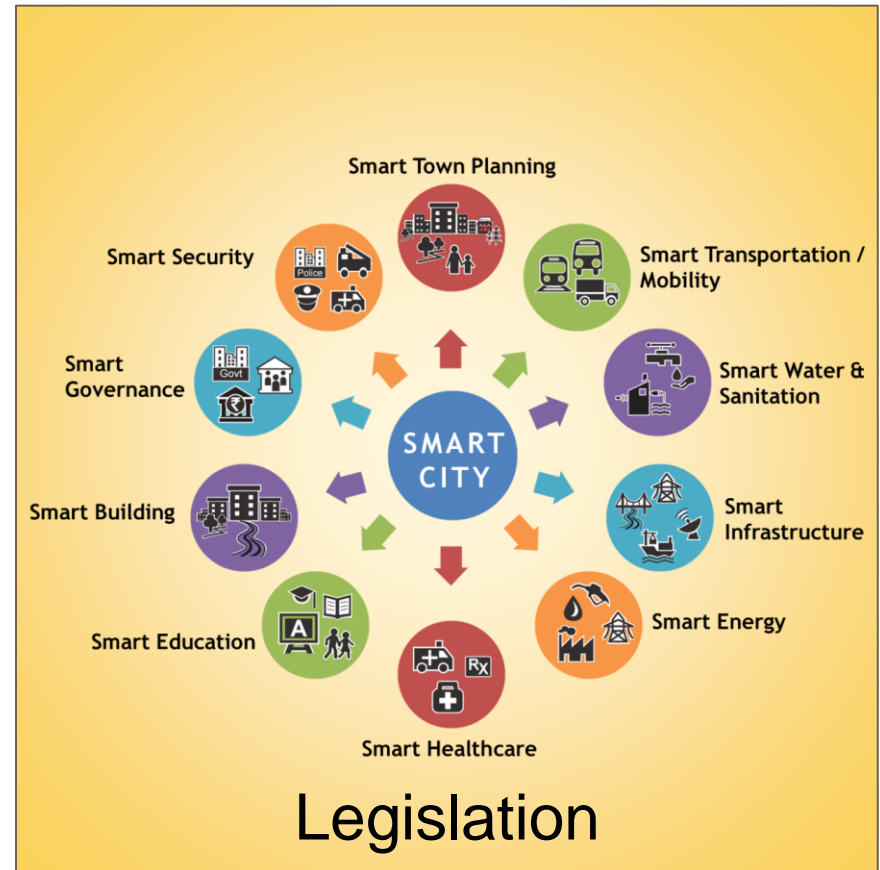 Smart Town Planning
Smart Security
Police
Smart Transportation /
Mobility
Smart
Governance
Govt
₹
SMART
CITY
Smart Water &
Sanitation
Smart Building
Smart
Infrastructure
Smart Education
A
Smart Energy
RX
Smart Healthcare
Legislation